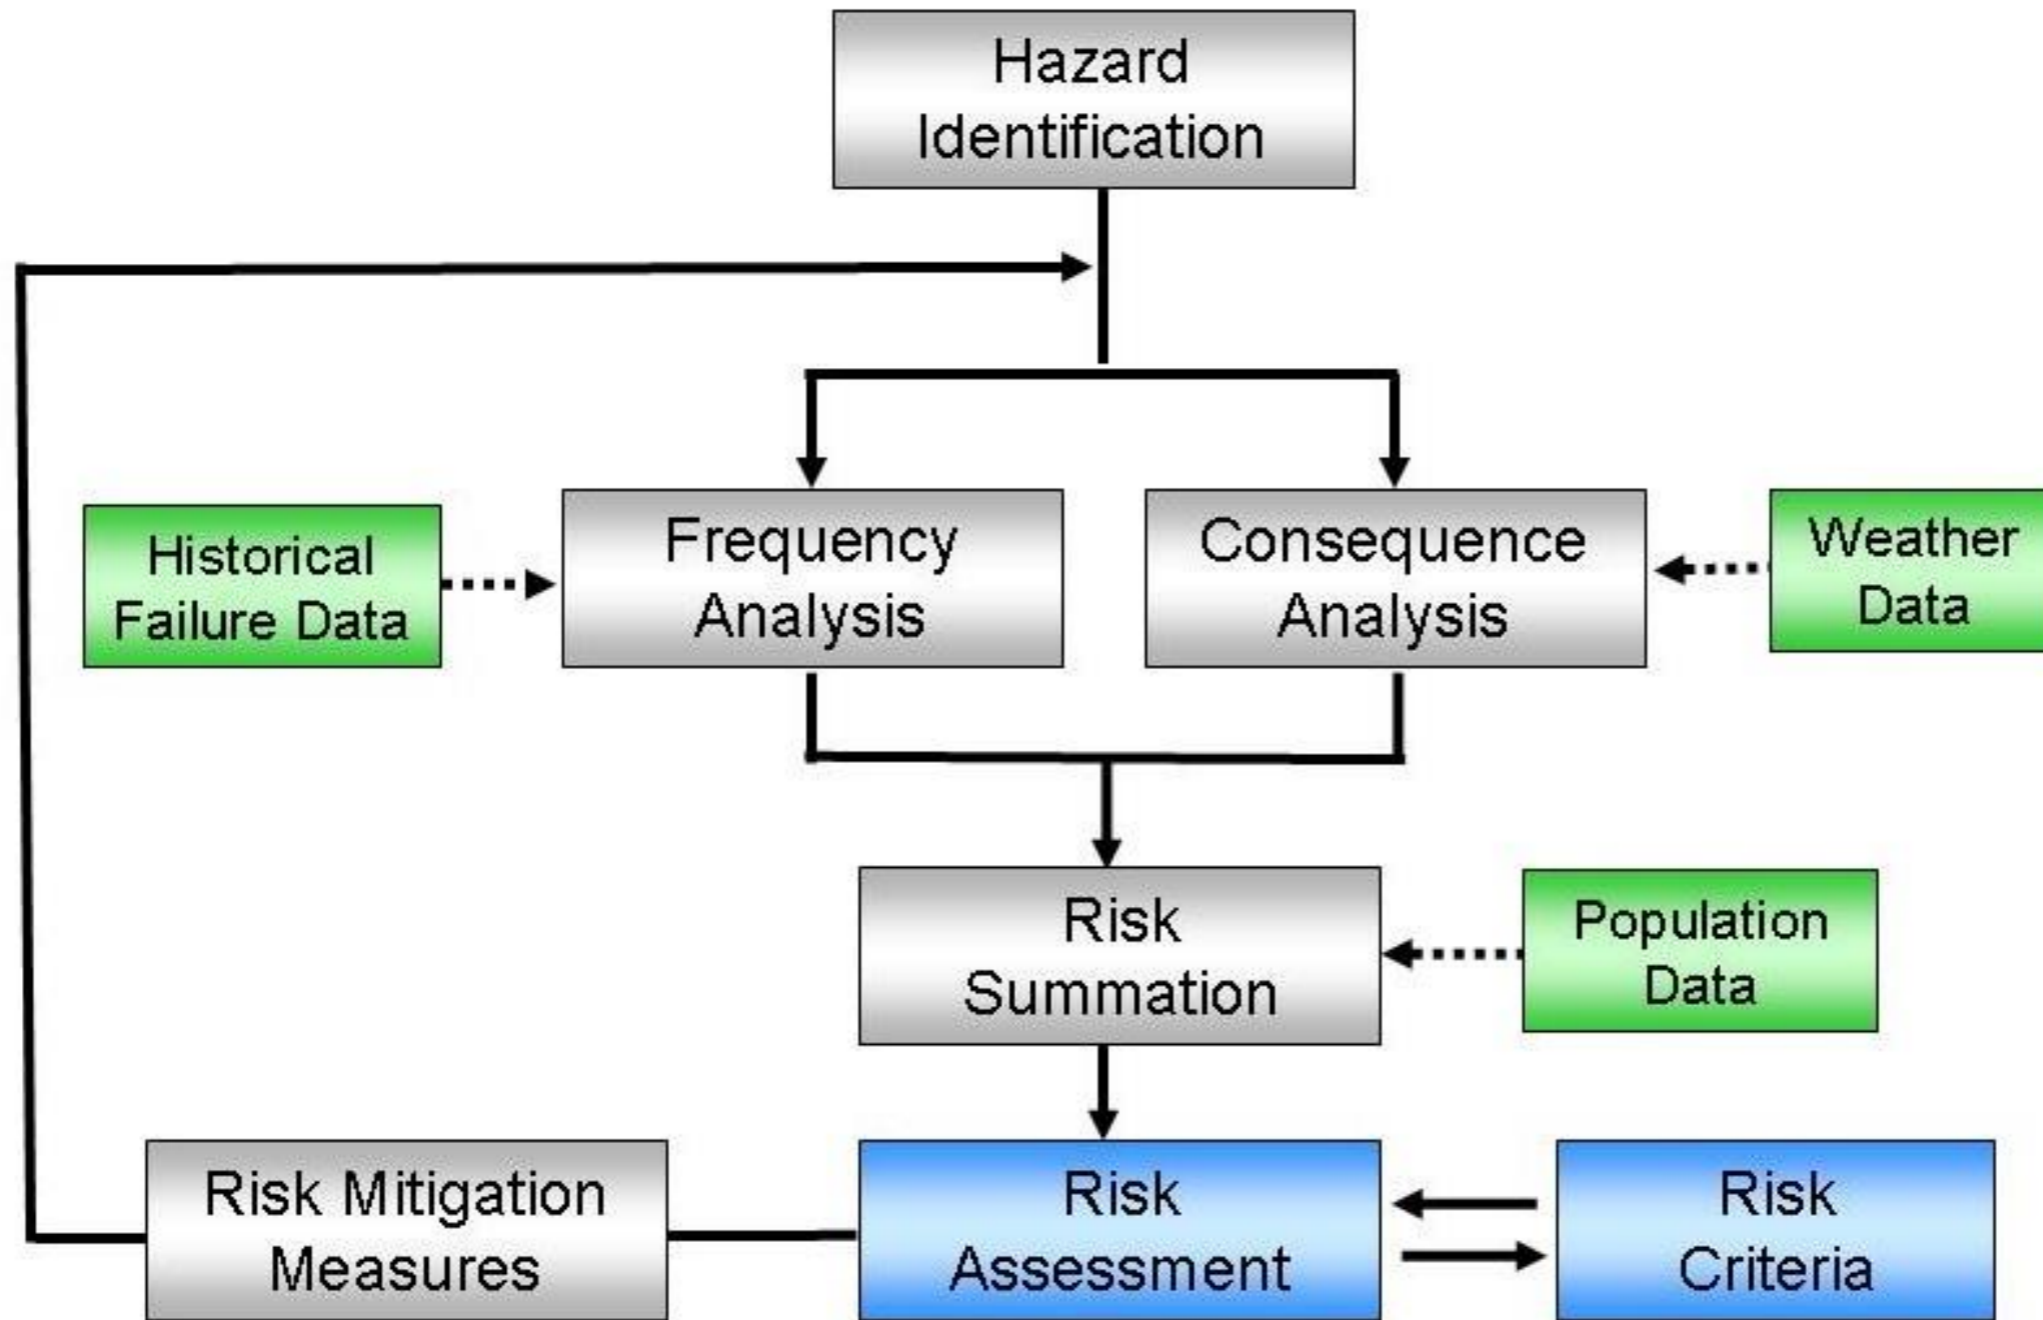 Hazard
Identification
Historical
Failure Data
Frequency
Analysis
Consequence
Analysis
Weather
Data
Risk
Summation
Population
Data
Risk Mitigation
Measures
Risk
Assessment
Risk
Criteria